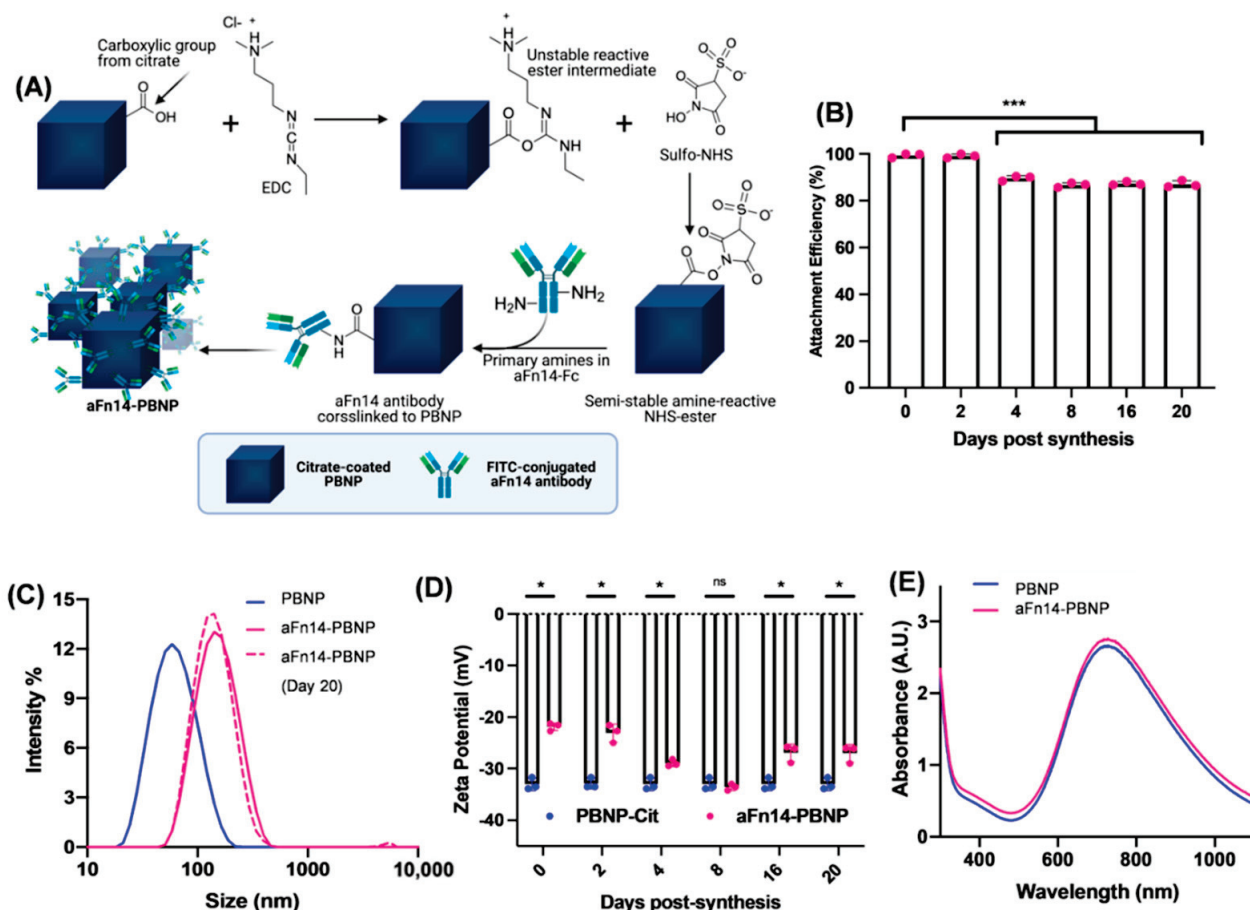 (A)
Carboxylic group
from citrate
O
OH
+
Cl- +
H
N
N
C
N
EDC
+
H
N
Unstable reactive
ester intermediate
O
O
N
NH
+
O
O
S
O-
O
N
HO
O
Sulfo-NHS
O
O
S
O-
O
O
O
N
O
Semi-stable amine-reactive
NHS-ester
H2N
NH2
Primary amines in
aFn14-Fc
O
N
H
aFn14 antibody
corsslinked to PBNP
aFn14-PBNP
Citrate-coated
PBNP
FITC-conjugated
aFn14 antibody
(B)
***
Attachment Efficiency (%)
100
80
60
40
20
0
0 2 4 8 16 20
Days post synthesis
(C)
Intensity %
15
12
9
6
3
0
PBNP
aFn14-PBNP
aFn14-PBNP
(Day 20)
10 100 1000 10,000
Size (nm)
(D)
* * * ns * *
Zeta Potential (mV)
0
-10
-20
-30
-40
PBNP-Cit aFn14-PBNP
0 2 4 8 16 20
Days post-synthesis
(E)
PBNP
aFn14-PBNP
Absorbance (A.U.)
3
2
1
0
400 600 800 1000
Wavelength (nm)